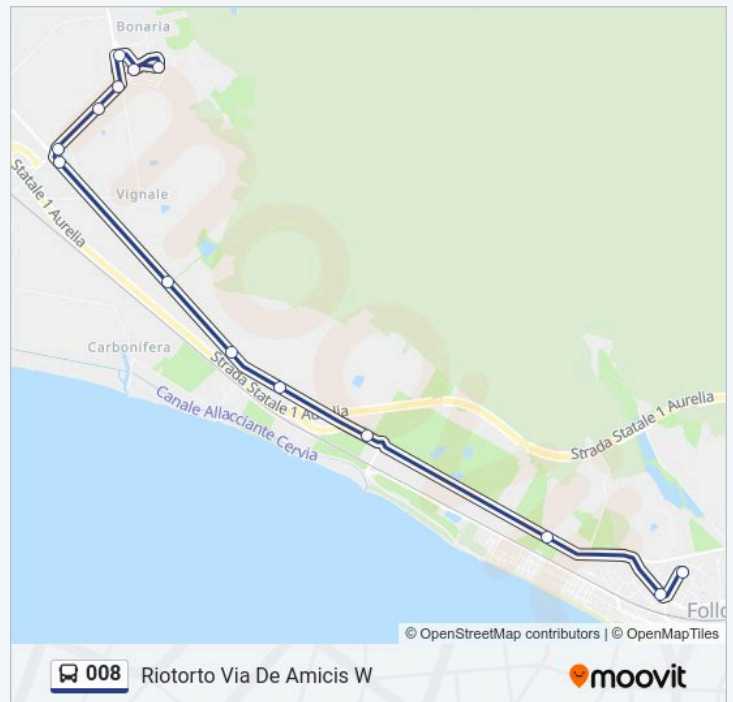 Bonaria
Statale 1 Aurelia
Vignale
Carbonifera
Strada Statale 1 Aurelia
Canale Allacciante Cervia
Strada Statale 1 Aurelia
Follo
© OpenStreetMap contributors | © OpenMapTiles
008 Riotorto Via De Amicis W
moovit